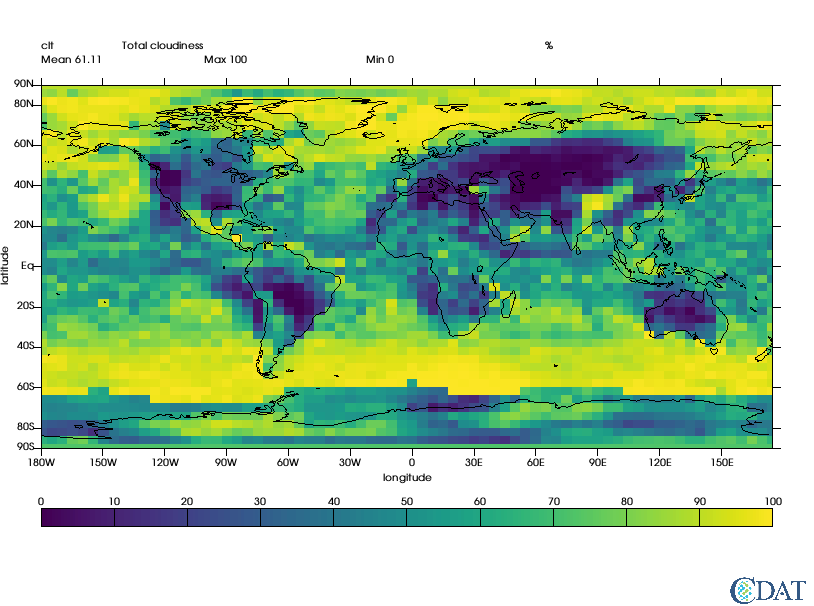 clt Total cloudiness %
Mean 61.11 Max 100 Min 0
90N
80N
60N
40N
20N
Eq
20S
40S
60S
80S
90S
latitude
180W 150W 120W 90W 60W 30W 0 30E 60E 90E 120E 150E
longitude
0 10 20 30 40 50 60 70 80 90 100
CDAT